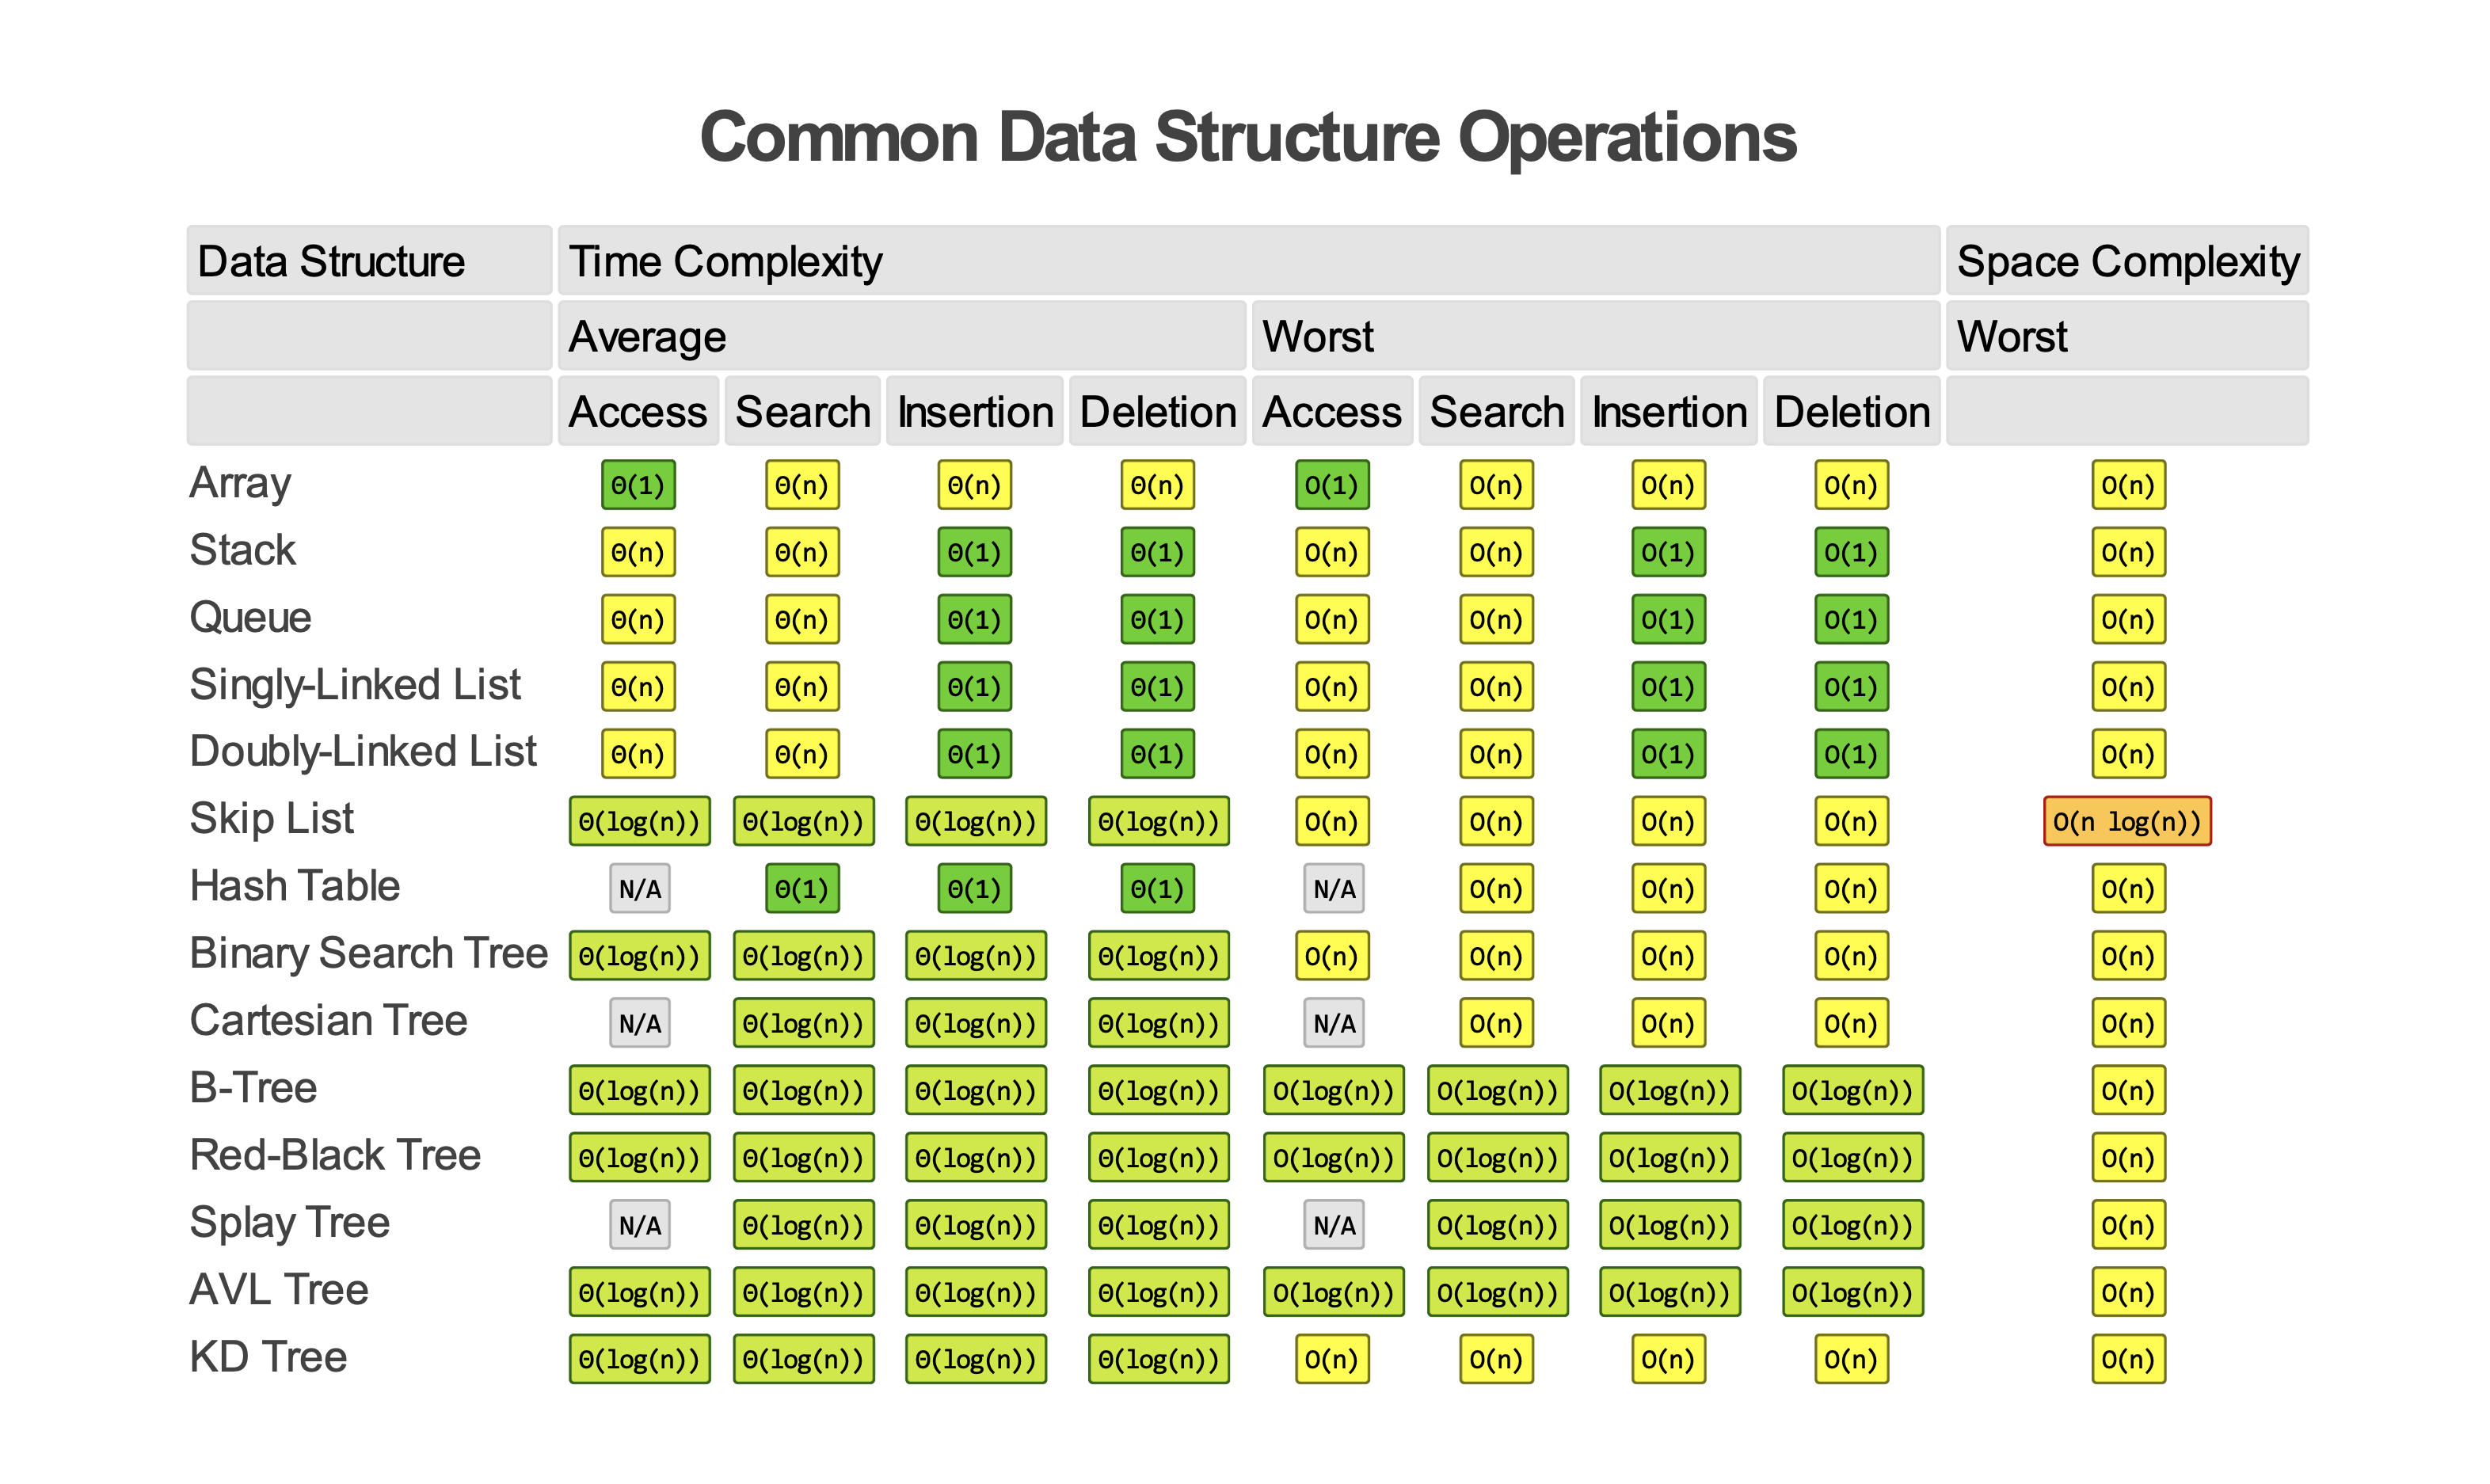 Common Data Structure Operations
Data Structure Time Complexity Space Complexity
Average Worst Worst
Access Search Insertion Deletion Access Search Insertion Deletion
Array Θ(1) Θ(n) Θ(n) Θ(n) O(1) O(n) O(n) O(n) O(n)
Stack Θ(n) Θ(n) Θ(1) Θ(1) O(n) O(n) O(1) O(1) O(n)
Queue Θ(n) Θ(n) Θ(1) Θ(1) O(n) O(n) O(1) O(1) O(n)
Singly-Linked List Θ(n) Θ(n) Θ(1) Θ(1) O(n) O(n) O(1) O(1) O(n)
Doubly-Linked List Θ(n) Θ(n) Θ(1) Θ(1) O(n) O(n) O(1) O(1) O(n)
Skip List Θ(log(n)) Θ(log(n)) Θ(log(n)) Θ(log(n)) O(n) O(n) O(n) O(n) O(n log(n))
Hash Table N/A Θ(1) Θ(1) Θ(1) N/A O(n) O(n) O(n) O(n)
Binary Search Tree Θ(log(n)) Θ(log(n)) Θ(log(n)) Θ(log(n)) O(n) O(n) O(n) O(n) O(n)
Cartesian Tree N/A Θ(log(n)) Θ(log(n)) Θ(log(n)) N/A O(n) O(n) O(n) O(n)
B-Tree Θ(log(n)) Θ(log(n)) Θ(log(n)) Θ(log(n)) O(log(n)) O(log(n)) O(log(n)) O(log(n)) O(n)
Red-Black Tree Θ(log(n)) Θ(log(n)) Θ(log(n)) Θ(log(n)) O(log(n)) O(log(n)) O(log(n)) O(log(n)) O(n)
Splay Tree N/A Θ(log(n)) Θ(log(n)) Θ(log(n)) N/A O(log(n)) O(log(n)) O(log(n)) O(n)
AVL Tree Θ(log(n)) Θ(log(n)) Θ(log(n)) Θ(log(n)) O(log(n)) O(log(n)) O(log(n)) O(log(n)) O(n)
KD Tree Θ(log(n)) Θ(log(n)) Θ(log(n)) Θ(log(n)) O(n) O(n) O(n) O(n) O(n)